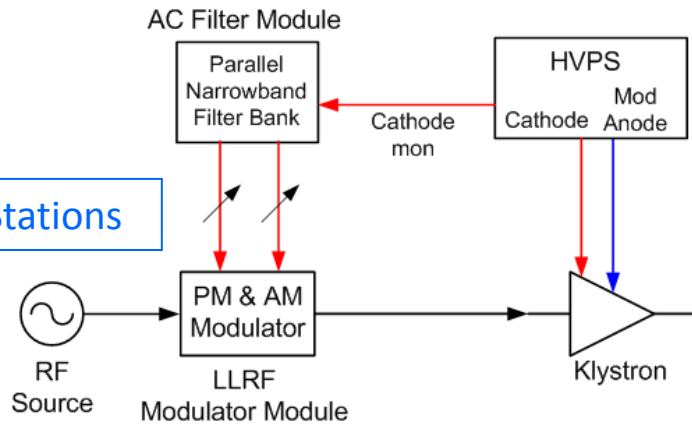 AC Filter Module
Parallel
Narrowband
Filter Bank
HVPS
Cathode
Mod
Anode
Cathode
mon
PM & AM
Modulator
RF
Source
LLRF
Modulator Module
Klystron